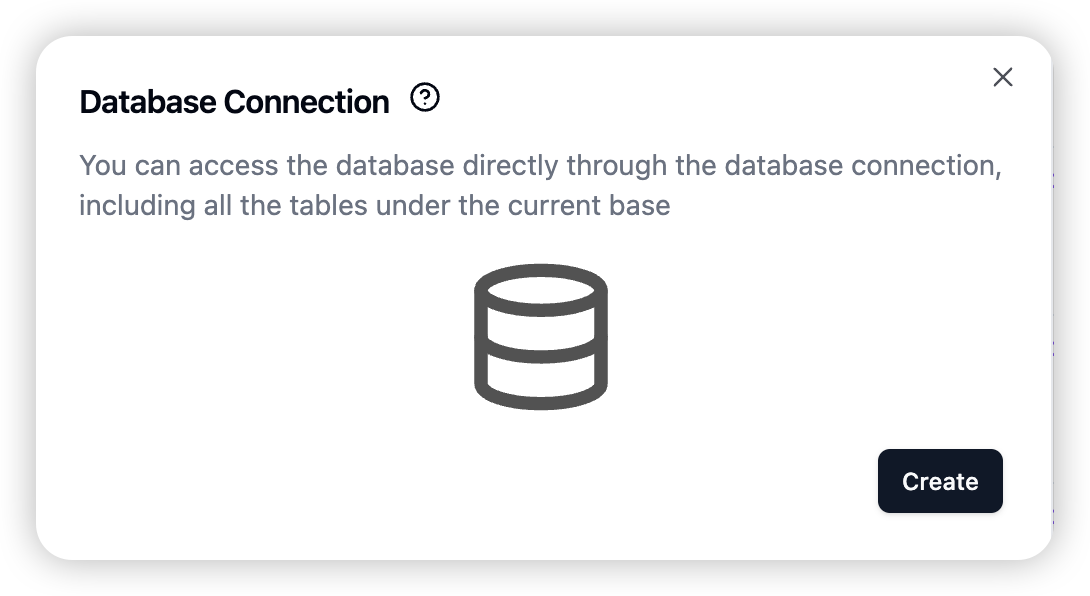 Database Connection
You can access the database directly through the database connection,
including all the tables under the current base
Create